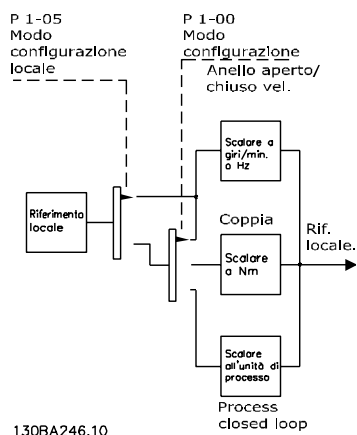 P 1-05
Modo
configurazione
locale
P 1-00
Modo
configurazione
Anello aperto/
chiuso vel.
Scalare a
giri/min.
o Hz
Riferimento
locale
Coppia
Scalare
a Nm
Rif.
locale.
Scalare
all'unità di
processo
Process
closed loop
130BA246.10